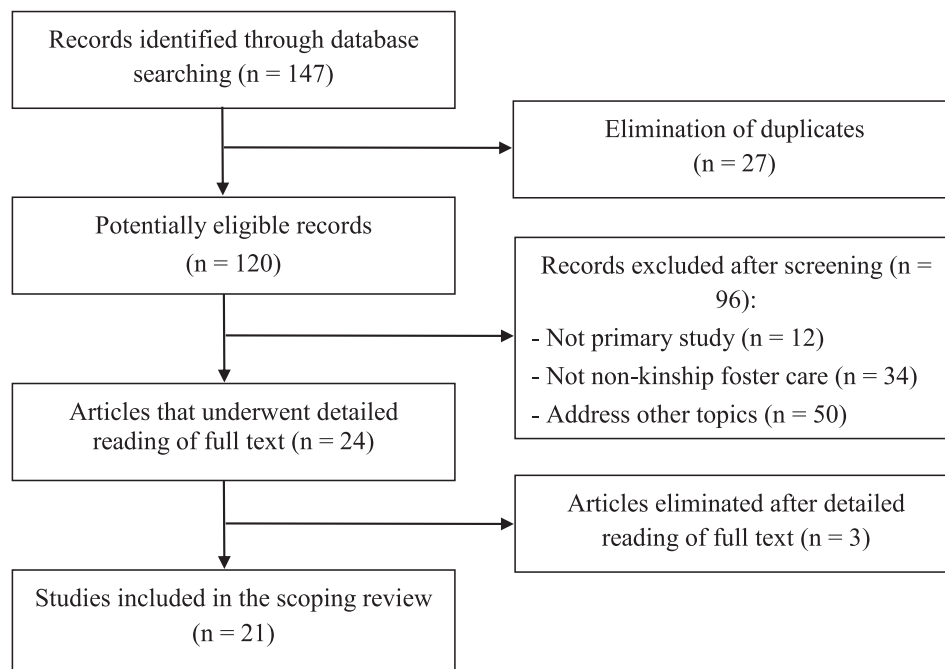 Records identified through database
searching (n = 147)
Elimination of duplicates
(n = 27)
Potentially eligible records
(n = 120)
Records excluded after screening (n =
96):
- Not primary study (n = 12)
- Not non-kinship foster care (n = 34)
- Address other topics (n = 50)
Articles that underwent detailed
reading of full text (n = 24)
Articles eliminated after detailed
reading of full text (n = 3)
Studies included in the scoping review
(n = 21)